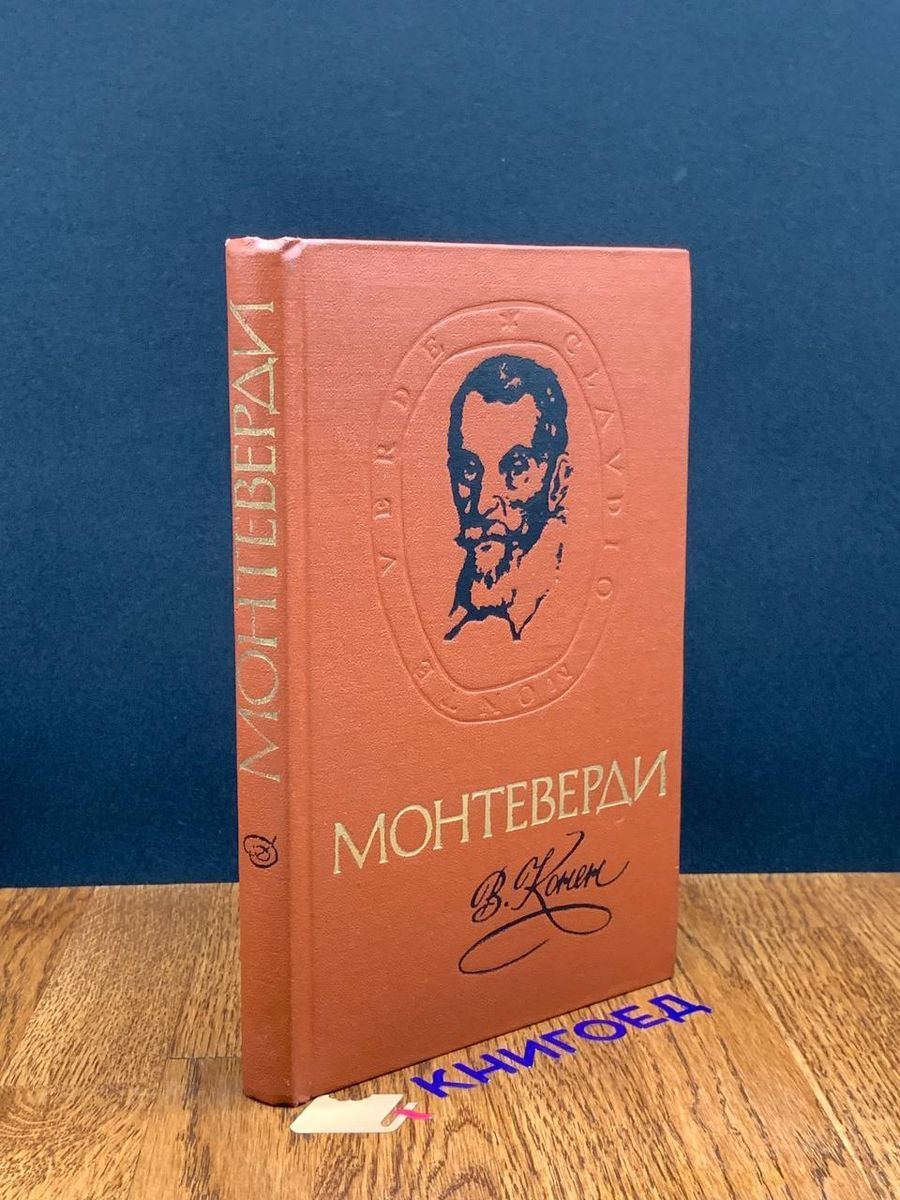 МОНТЕВЕРДИ
CLAVDIO MONTE VERDE
МОНТЕВЕРДИ
В. Конен
КНИГОЕД